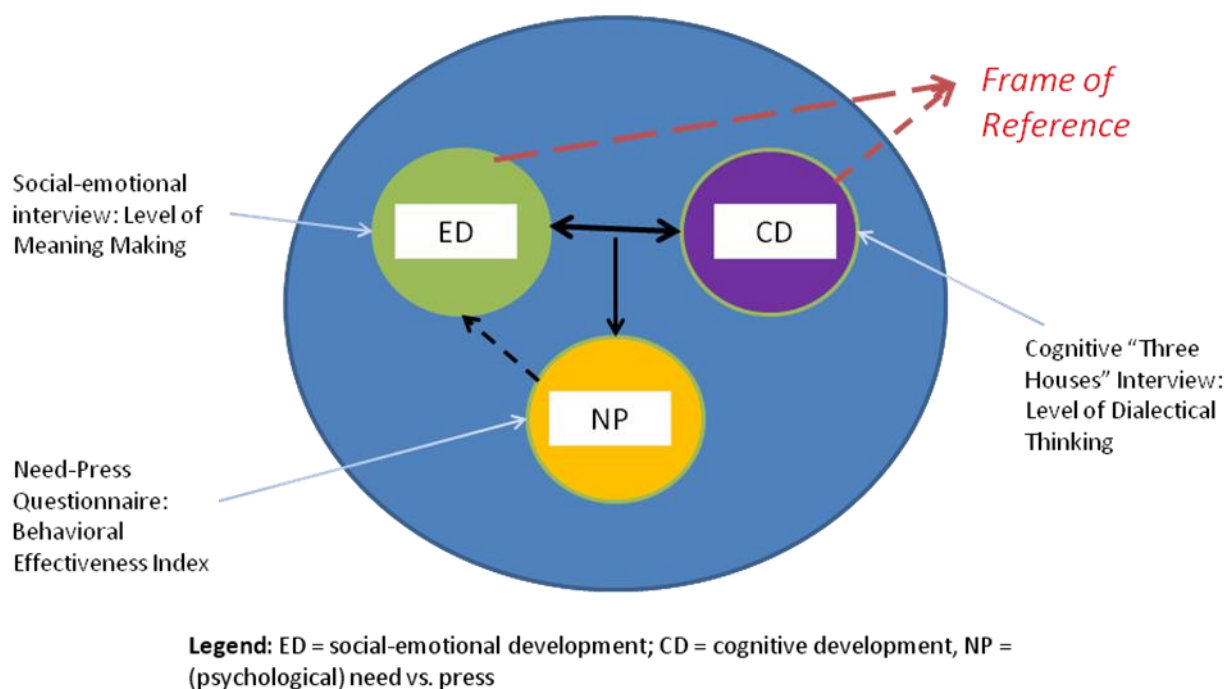 Frame of
Reference
Social-emotional
interview: Level of
Meaning Making
ED
CD
NP
Cognitive “Three
Houses” Interview:
Level of Dialectical
Thinking
Need-Press
Questionnaire:
Behavioral
Effectiveness Index
Legend: ED = social-emotional development; CD = cognitive development, NP =
(psychological) need vs. press